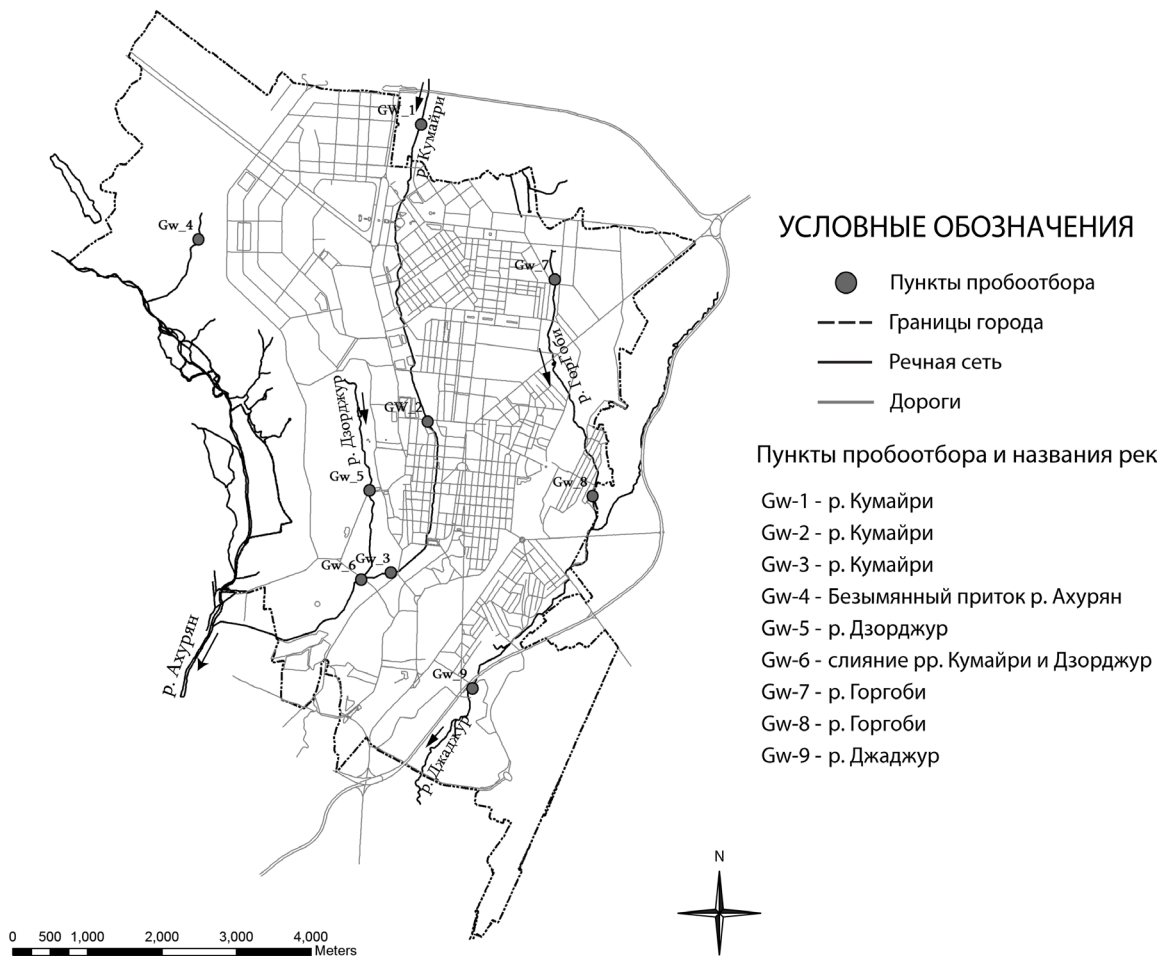 GW_1
р. Кумайри
Gw_4
Gw_7
р. Горгоби
р. Дзорджур
GW_2
Gw_5
Gw_8
Gw_6
Gw_3
р. Ахурян
Gw_9
р. Джаджур
УСЛОВНЫЕ ОБОЗНАЧЕНИЯ
Пункты пробоотбора
Границы города
Речная сеть
Дороги
Пункты пробоотбора и названия рек
Gw-1 - р. Кумайри
Gw-2 - р. Кумайри
Gw-3 - р. Кумайри
Gw-4 - Безымянный приток р. Ахурян
Gw-5 - р. Дзорджур
Gw-6 - слияние рр. Кумайри и Дзорджур
Gw-7 - р. Горгоби
Gw-8 - р. Горгоби
Gw-9 - р. Джаджур
N
0 500 1,000 2,000 3,000 4,000
Meters